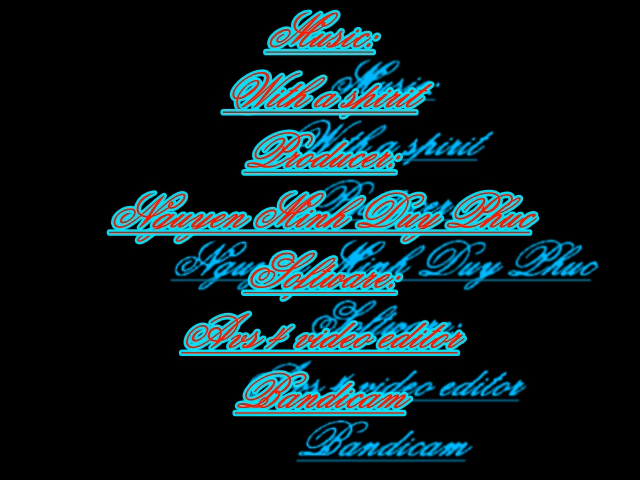 Music:
With a spirit
Producer:
Nguyen Minh Duy Phuc
Software:
Avs 4 video editor
Bandicam